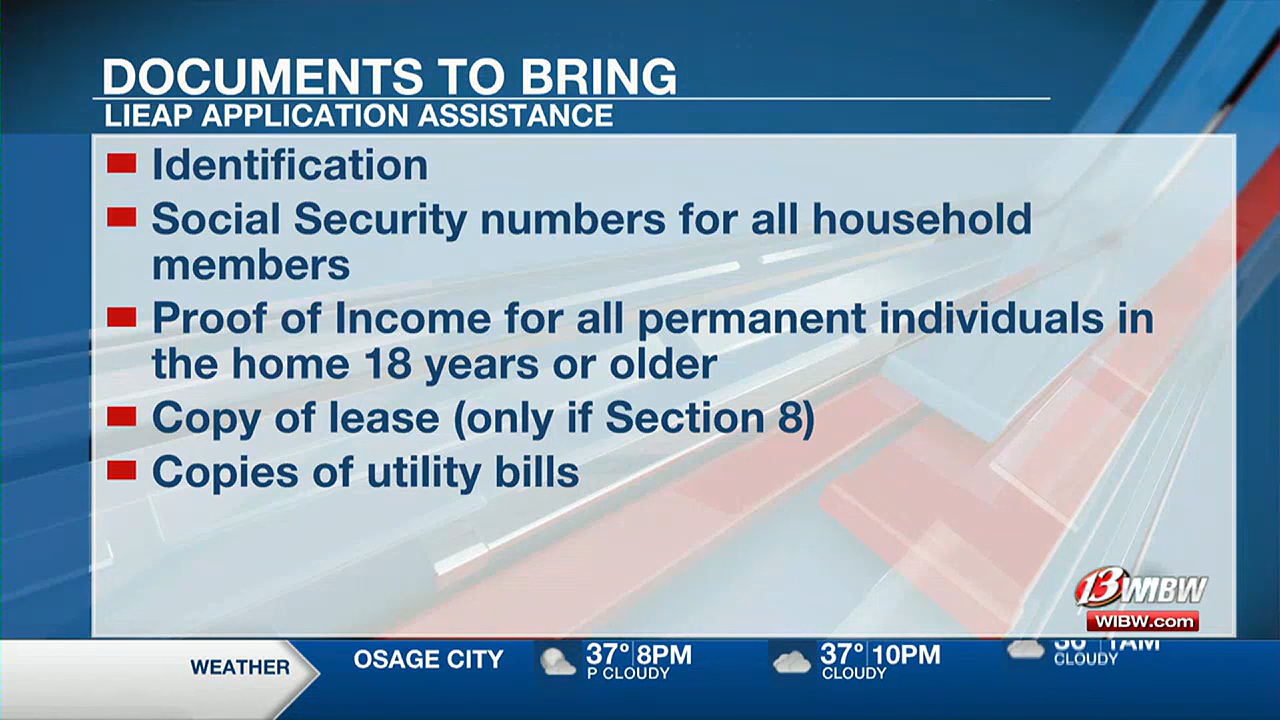 DOCUMENTS TO BRING
LIEAP APPLICATION ASSISTANCE
Identification
Social Security numbers for all household
members
Proof of Income for all permanent individuals in
the home 18 years or older
Copy of lease (only if Section 8)
Copies of utility bills
13 WIBW
WIBW.com
WEATHER
OSAGE CITY
37° 8PM
P CLOUDY
37° 10PM
CLOUDY
1AM
CLOUDY